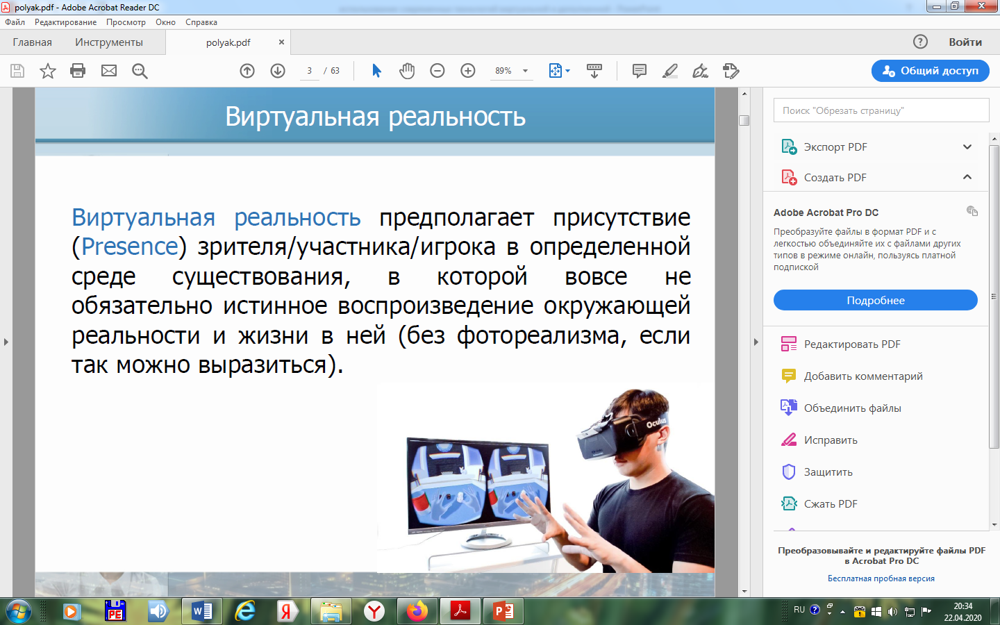 polyak.pdf - Adobe Acrobat Reader DC
Файл Редактирование Просмотр Окно Справка
Главная Инструменты polyak.pdf Войти
3 / 63 89% Общий доступ
Виртуальная реальность
Виртуальная реальность предполагает присутствие
(Presence) зрителя/участника/игрока в определенной
среде существования, в которой вовсе не
обязательно истинное воспроизведение окружающей
реальности и жизни в ней (без фотореализма, если
так можно выразиться).
Oculus
Поиск "Обрезать страницу"
Экспорт PDF
Создать PDF
Adobe Acrobat Pro DC
Преобразуйте файлы в формат PDF и с
легкостью объединяйте их с файлами других
типов в режиме онлайн, пользуясь платной
подпиской
Подробнее
Редактировать PDF
Добавить комментарий
Объединить файлы
Исправить
Защитить
Сжать PDF
Преобразовывайте и редактируйте файлы PDF
в Acrobat Pro DC
Бесплатная пробная версия
PE
RU
20:34
22.04.2020